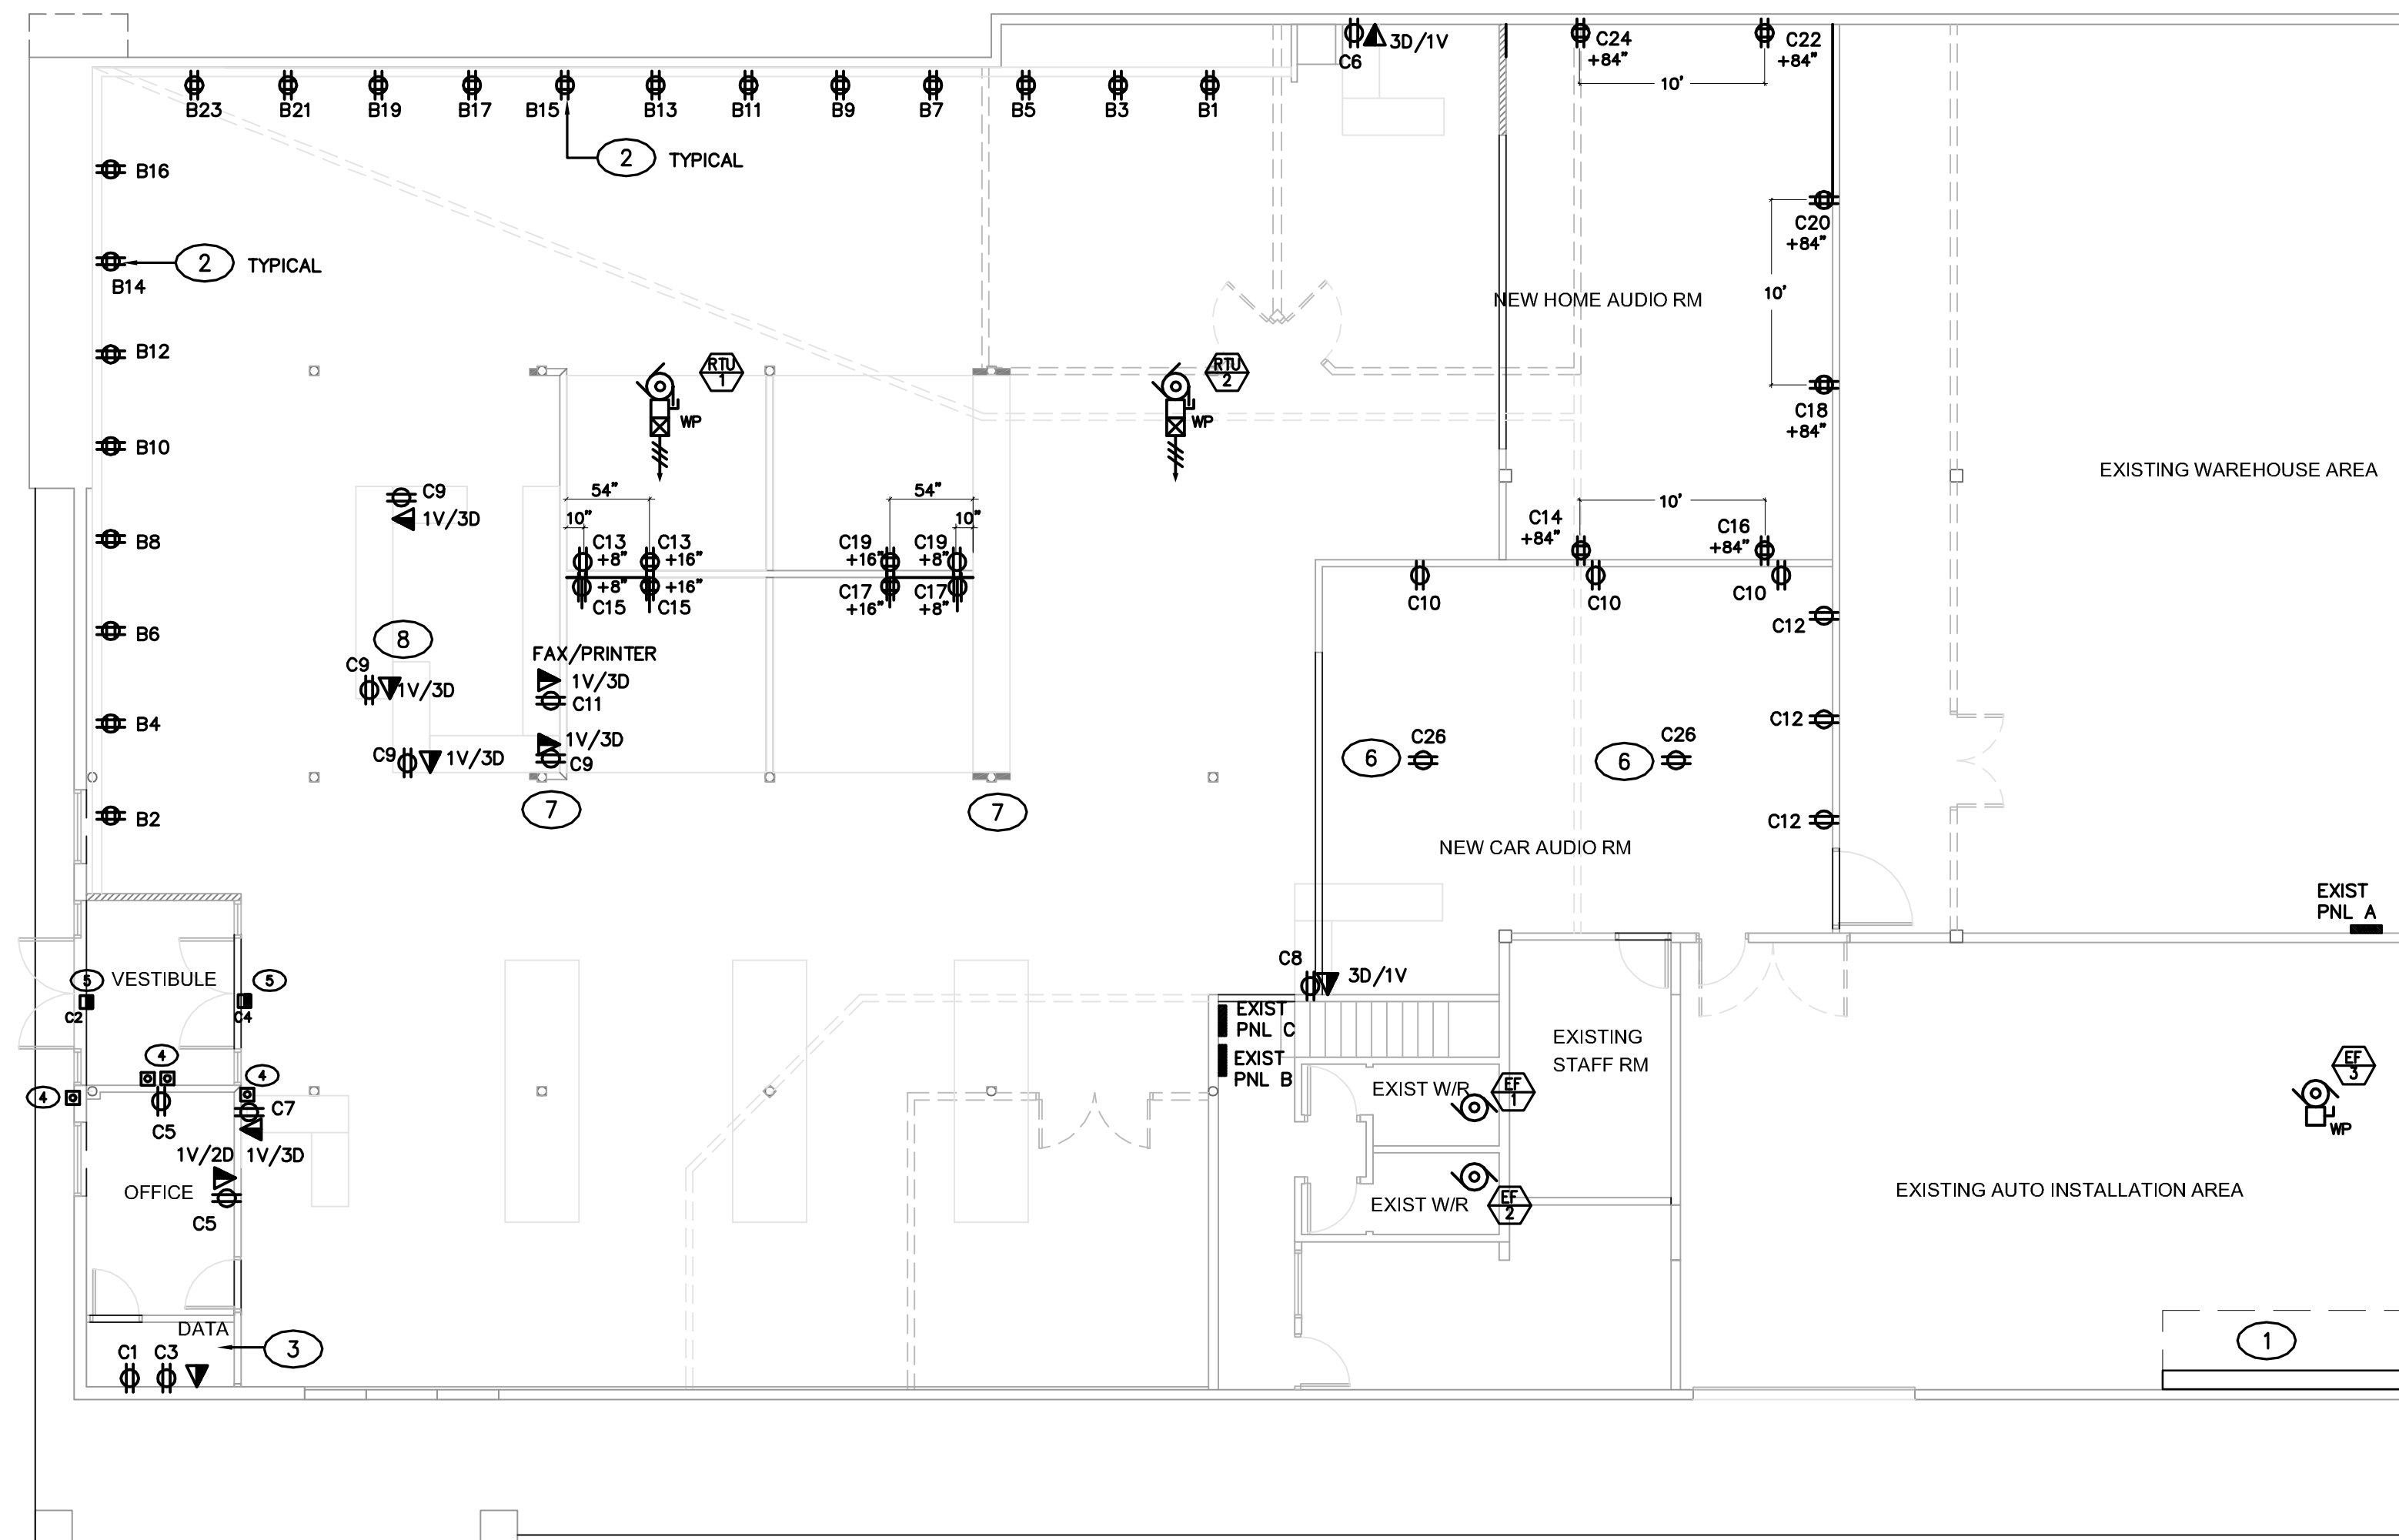 3D/1V
C6
C24
+84"
C22
+84"
10'
B23
B21
B19
B17
B15
B13
B11
B9
B7
B5
B3
B1
2
TYPICAL
B16
2
TYPICAL
B14
C20
+84"
10'
NEW HOME AUDIO RM
B12
RTU
1
WP
RTU
2
WP
C18
+84"
B10
EXISTING WAREHOUSE AREA
C9
1V/3D
54"
10"
54"
10"
C14
+84"
10'
C16
+84"
B8
C13
+8"
C13
+16"
C19
+16"
C19
+8"
+8"
C15
+16"
C15
C17
+16"
C17
+8"
C10
C10
C10
B6
8
C12
FAX/PRINTER
C9
1V/3D
1V/3D
C11
B4
C12
C9
1V/3D
1V/3D
C9
6
C26
6
C26
B2
7
7
C12
NEW CAR AUDIO RM
EXIST
PNL A
5
VESTIBULE
5
C2
C4
C8
3D/1V
EXIST
PNL C
EXIST
PNL B
EXISTING
STAFF RM
4
4
4
C7
C5
1V/2D
1V/3D
EXIST W/R
EF
1
EF
3
WP
OFFICE
C5
EXIST W/R
EF
2
EXISTING AUTO INSTALLATION AREA
DATA
3
C1
C3
1